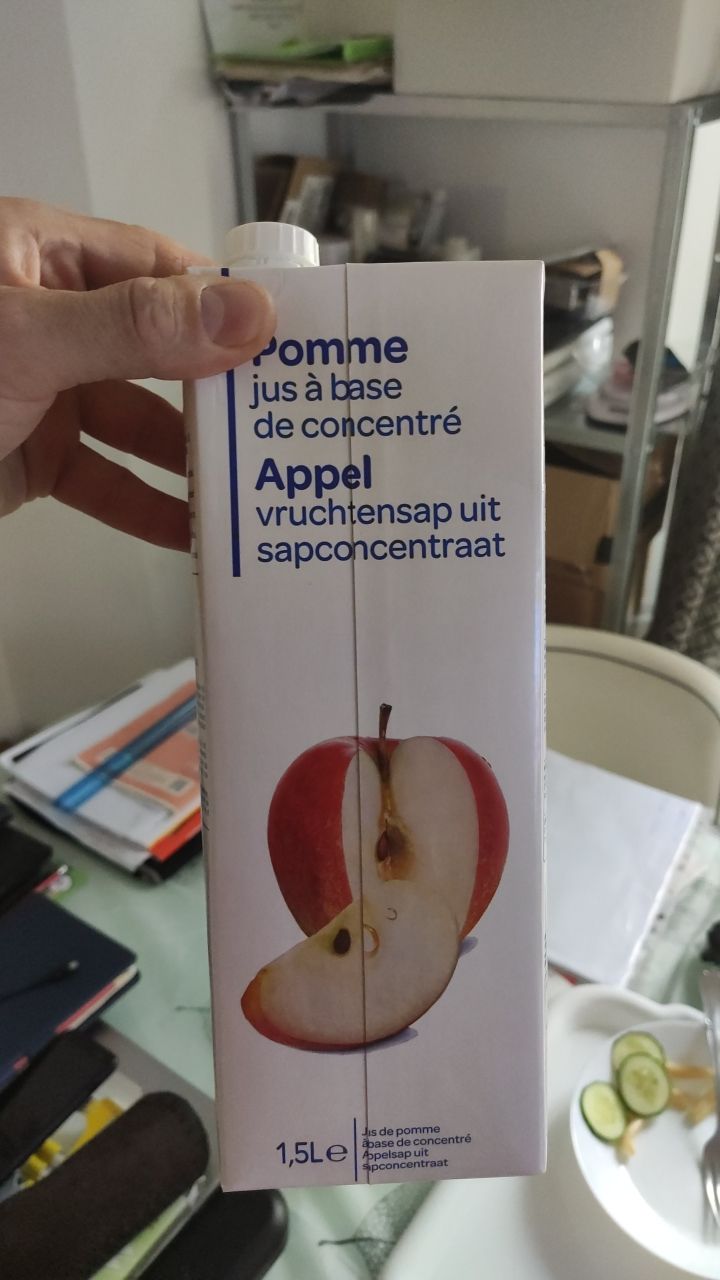 Pomme
jus à base
de concentré
Appel
vruchtensap uit
sapconcentraat
1,5L e
Jus de pomme
à base de concentré
Appelsap uit
sapconcentraat